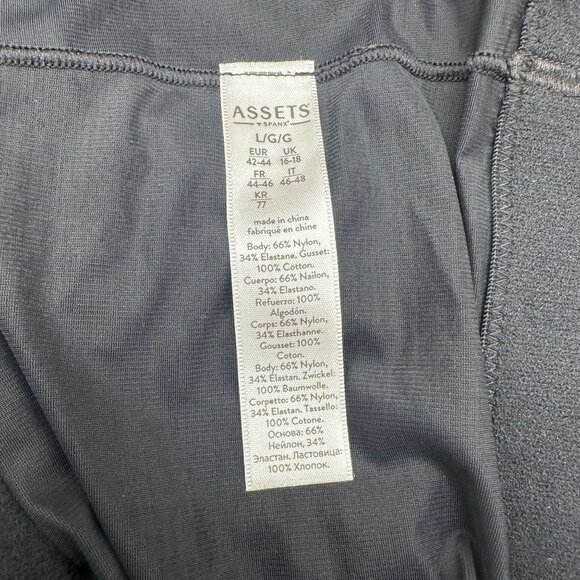 ASSETS
SPANX
L/G/G
EUR UK
42-44 16-18
FR IT
44-46 46-48
KR
77
made in china
fabriqué en chine
Body: 66% Nylon,
34% Elastane. Gusset:
100% Cotton.
Cuerpo: 66% Nailon,
34% Elastano.
Refuerzo: 100%
Algodón.
Corps: 66% Nylon,
34% Elasthanne.
Gousset: 100%
Coton.
Body: 66% Nylon,
34% Elastan. Zwickel:
100% Baumwolle.
Corpetto: 66% Nylon,
34% Elastan. Tassello:
100% Cotone.
Основа: 66%
Нейлон, 34%
Эластан. Ластовица:
100% Хлопок.